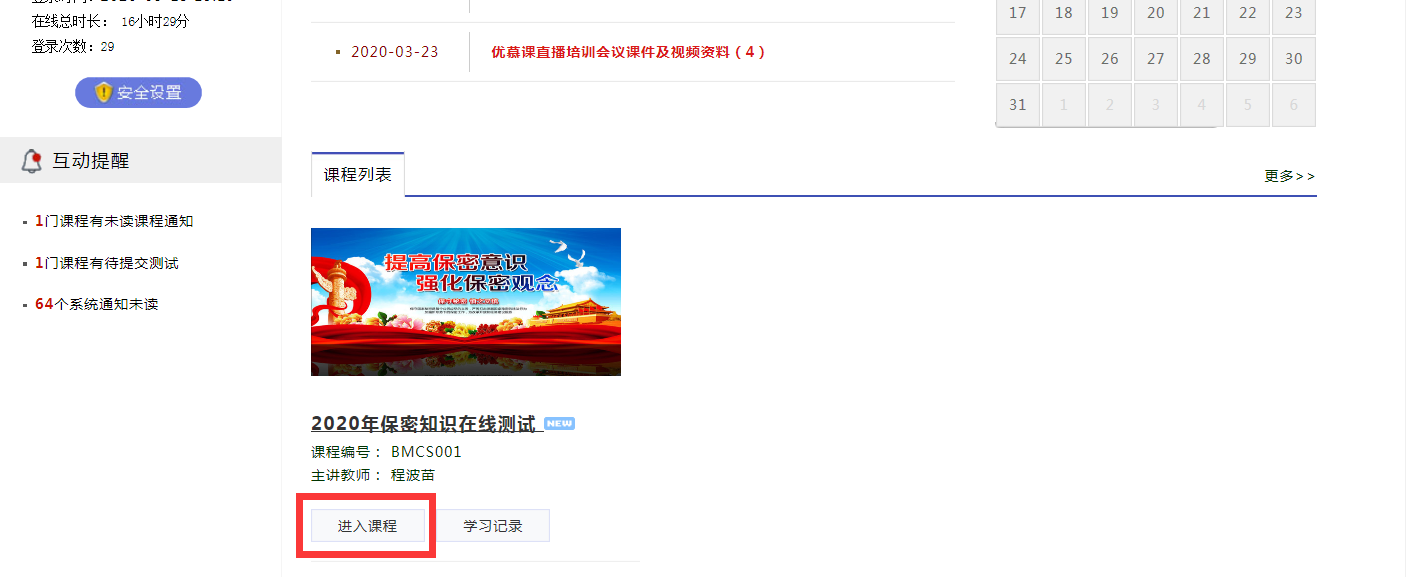 在线总时长： 16小时29分
登录次数：29
安全设置
互动提醒
1门课程有未读课程通知
1门课程有待提交测试
64个系统通知未读
2020-03-23 优慕课直播培训会议课件及视频资料（4）
17 18 19 20 21 22 23
24 25 26 27 28 29 30
31 1 2 3 4 5 6
课程列表 更多>>
提高保密意识
强化保密观念
2020年保密知识在线测试 NEW
课程编号： BMCS001
主讲教师： 程波苗
进入课程 学习记录